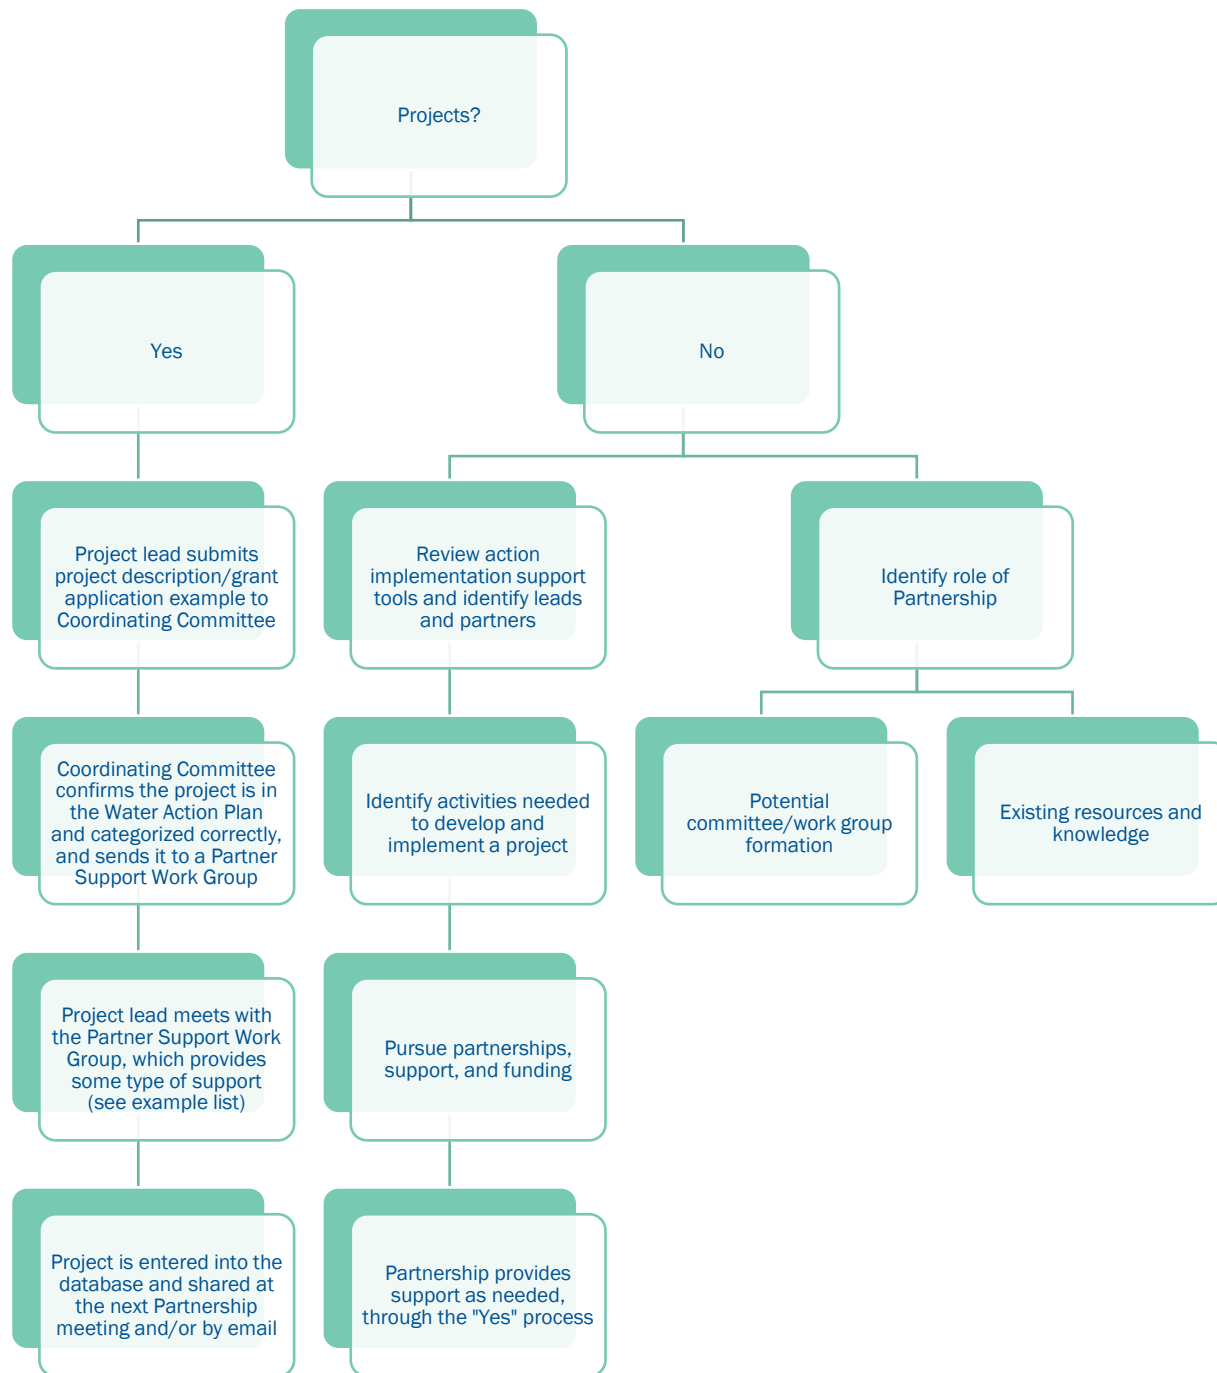 Projects?
Yes
No
Project lead submits
project description/grant
application example to
Coordinating Committee
Review action
implementation support
tools and identify leads
and partners
Identify role of
Partnership
Coordinating Committee
confirms the project is in
the Water Action Plan
and categorized correctly,
and sends it to a Partner
Support Work Group
Identify activities needed
to develop and
implement a project
Potential
committee/work group
formation
Existing resources and
knowledge
Project lead meets with
the Partner Support Work
Group, which provides
some type of support
(see example list)
Pursue partnerships,
support, and funding
Project is entered into the
database and shared at
the next Partnership
meeting and/or by email
Partnership provides
support as needed,
through the "Yes" process